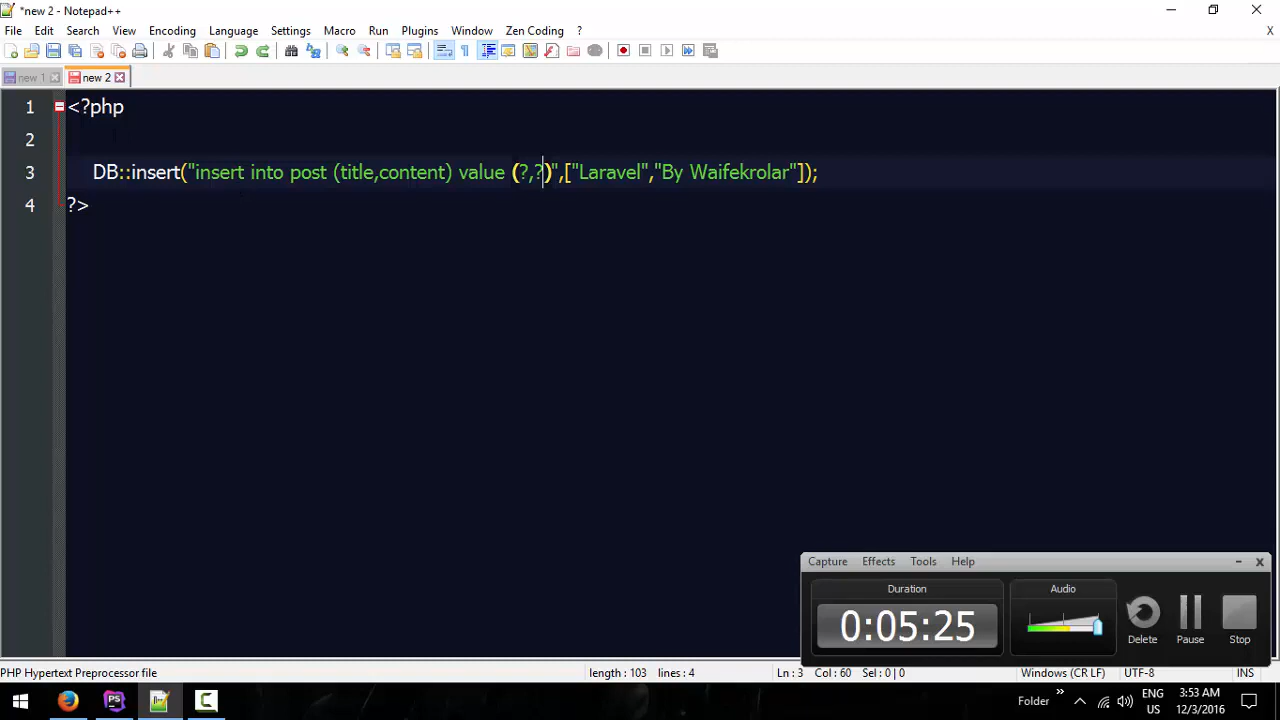 *new 2 - Notepad++
File Edit Search View Encoding Language Settings Macro Run Plugins Window Zen Coding ? X
new 1 new 2
1 <?php
2
3 DB::insert("insert into post (title,content) value (?,?)",["Laravel","By Waifekrolar"]);
4 ?>
Capture Effects Tools Help
Duration Audio
0:05:25
Delete Pause Stop
PHP Hypertext Preprocessor file length : 103 lines : 4 Ln : 3 Col : 60 Sel : 0 | 0 Windows (CR LF) UTF-8 INS
Folder ENG 3:53 AM
US 12/3/2016